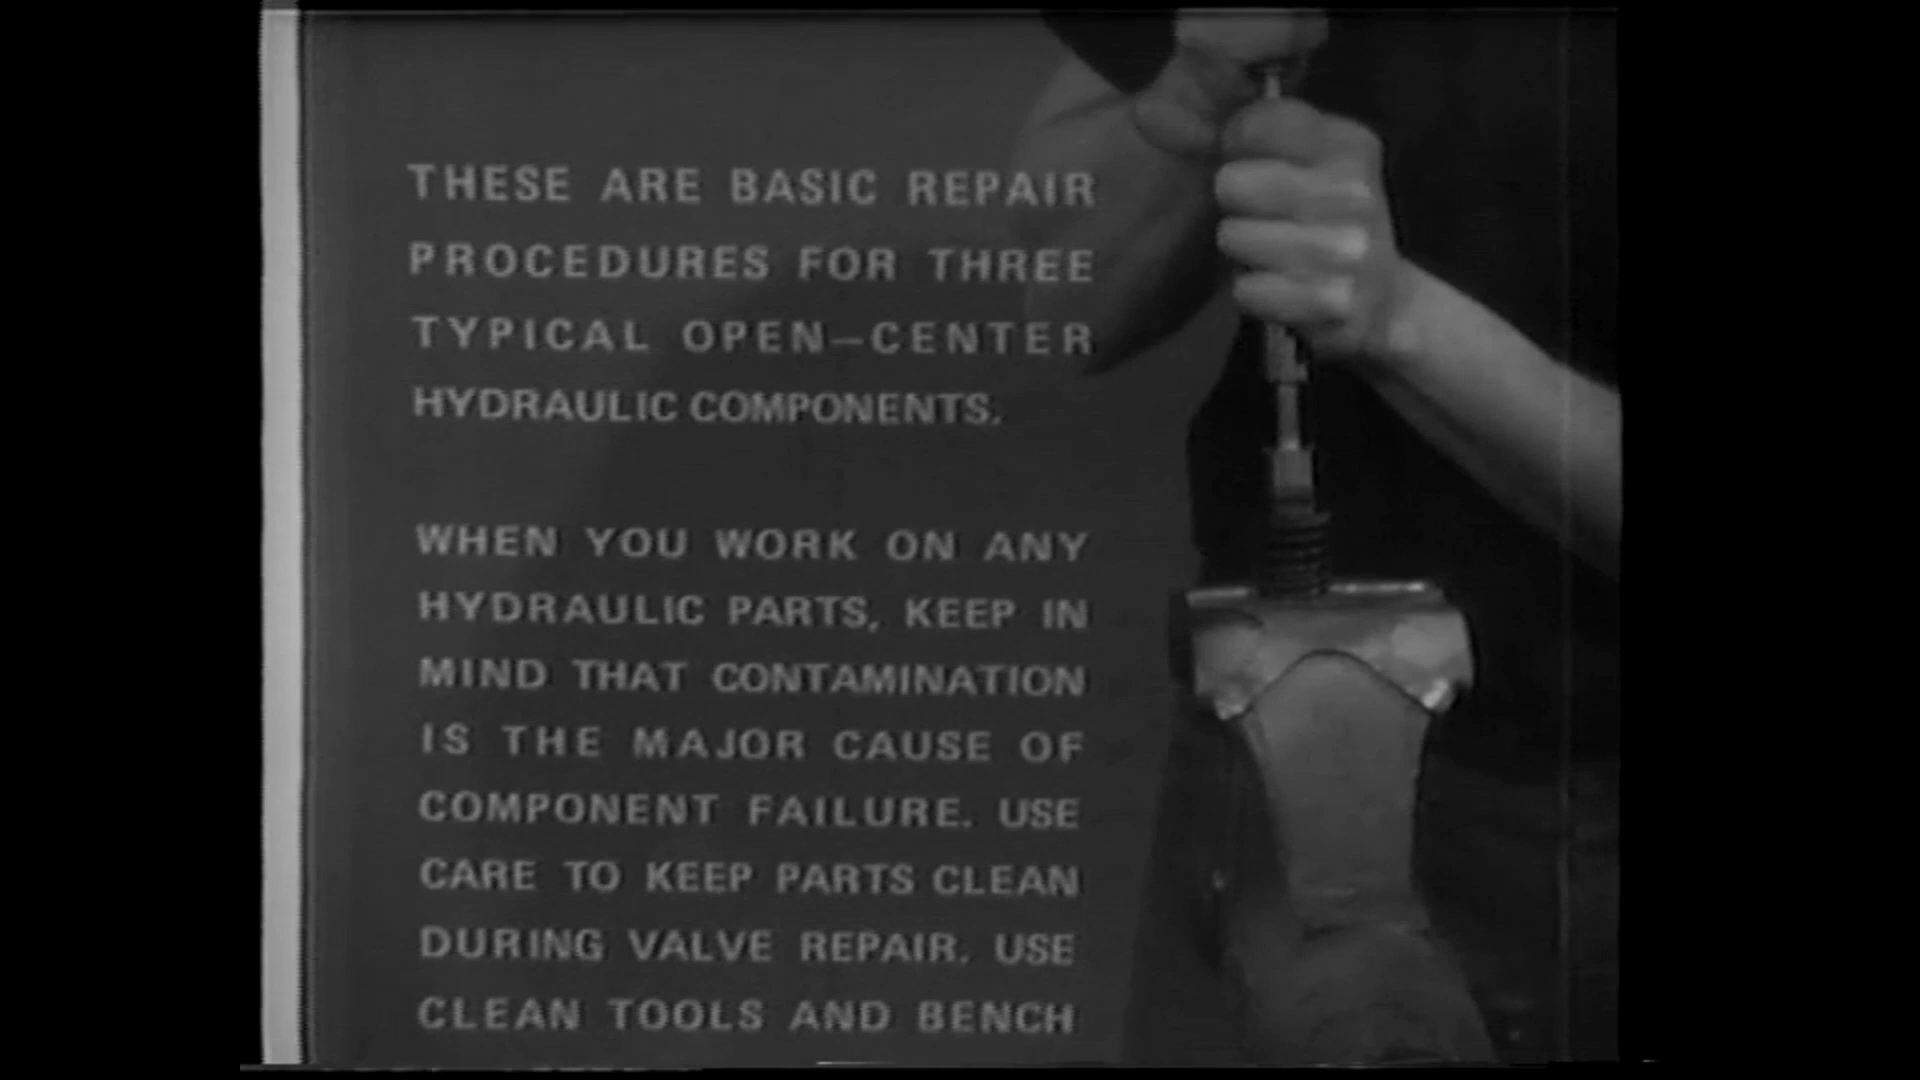 THESE ARE BASIC REPAIR
PROCEDURES FOR THREE
TYPICAL OPEN–CENTER
HYDRAULIC COMPONENTS.
WHEN YOU WORK ON ANY
HYDRAULIC PARTS, KEEP IN
MIND THAT CONTAMINATION
IS THE MAJOR CAUSE OF
COMPONENT FAILURE. USE
CARE TO KEEP PARTS CLEAN
DURING VALVE REPAIR. USE
CLEAN TOOLS AND BENCH